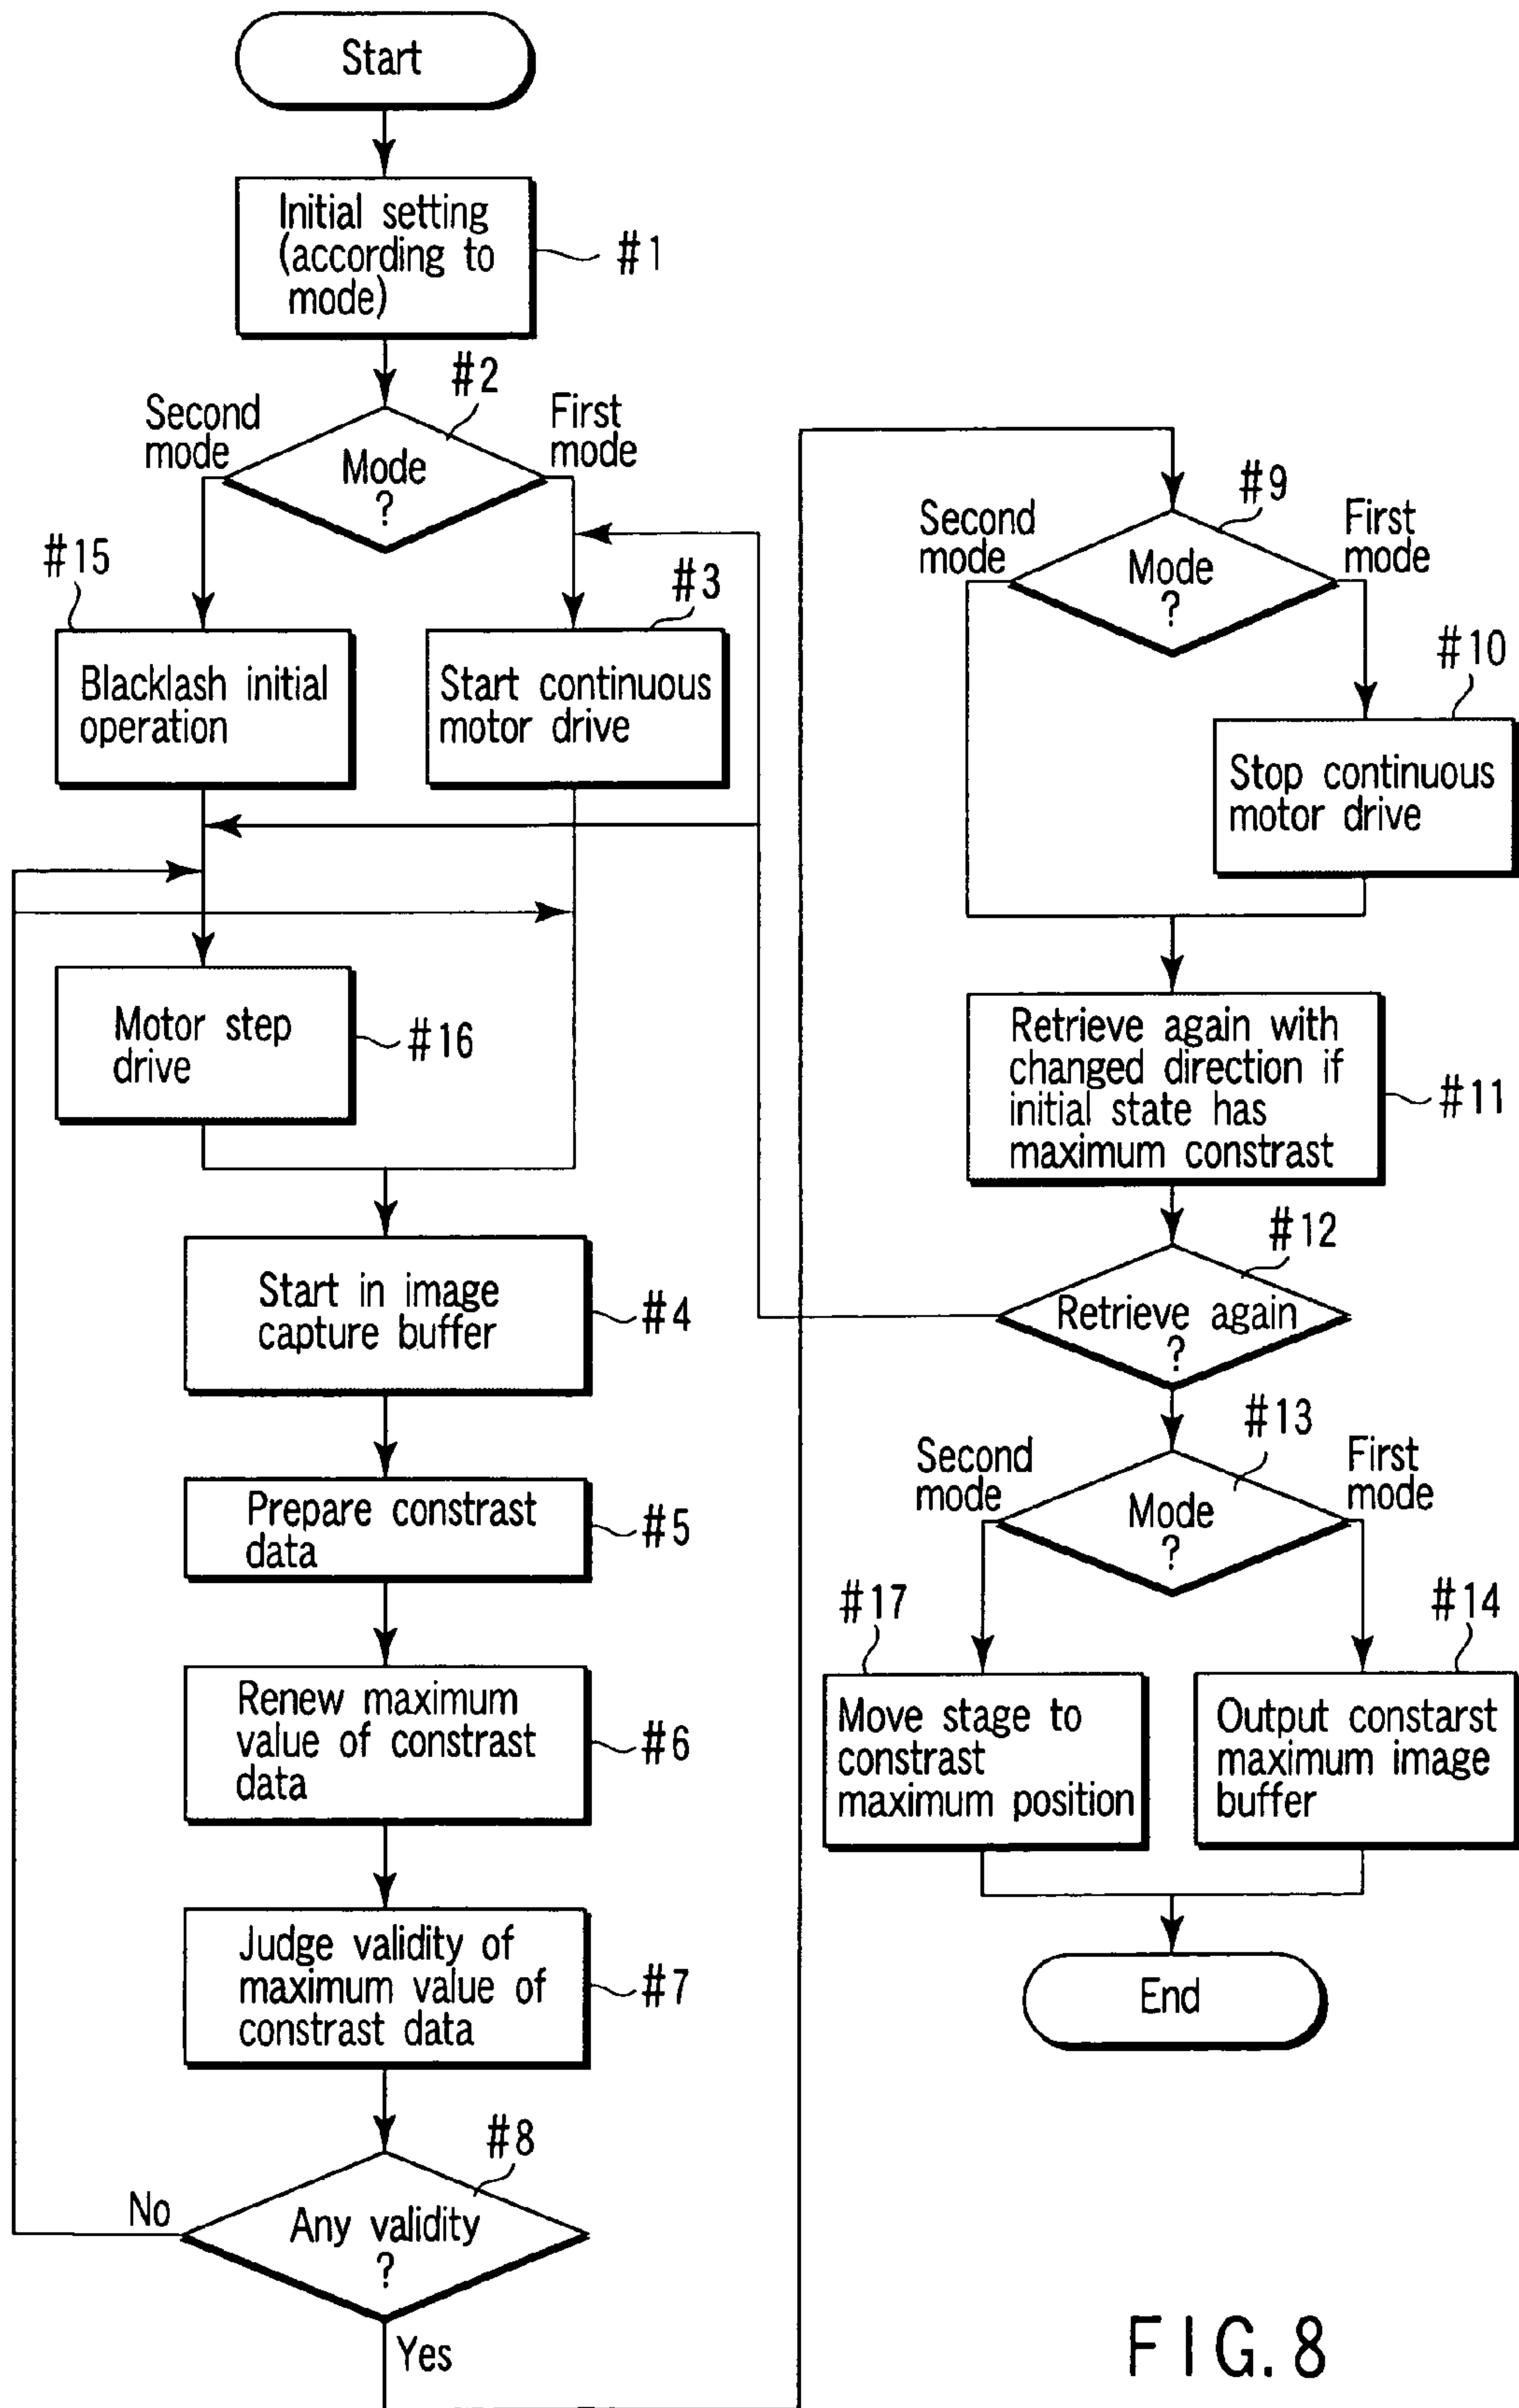 Start
Initial setting
(according to
mode)
#1
#2
Second
mode
First
mode
Mode
?
#15
#3
Blacklash initial
operation
Start continuous
motor drive
Motor step
drive
#16
Start in image
capture buffer
#4
Prepare constrast
data
#5
Renew maximum
value of constrast
data
#6
Judge validity of
maximum value of
constrast data
#7
#8
No
Any validity
?
Yes
#9
Second
mode
First
mode
Mode
?
#10
Stop continuous
motor drive
Retrieve again with
changed direction if
initial state has
maximum constrast
#11
#12
Retrieve again
?
#13
Second
mode
First
mode
Mode
?
#17
#14
Move stage to
constrast
maximum position
Output constarst
maximum image
buffer
End
FIG. 8